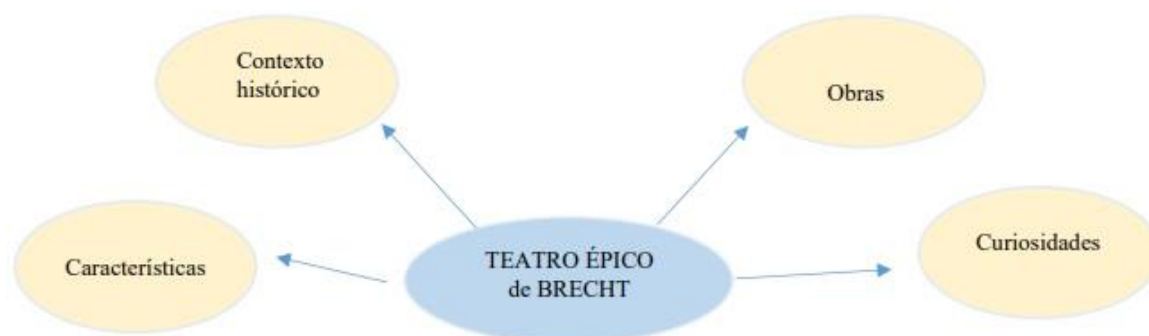 Contexto
histórico
Obras
Características
TEATRO ÉPICO
de BRECHT
Curiosidades